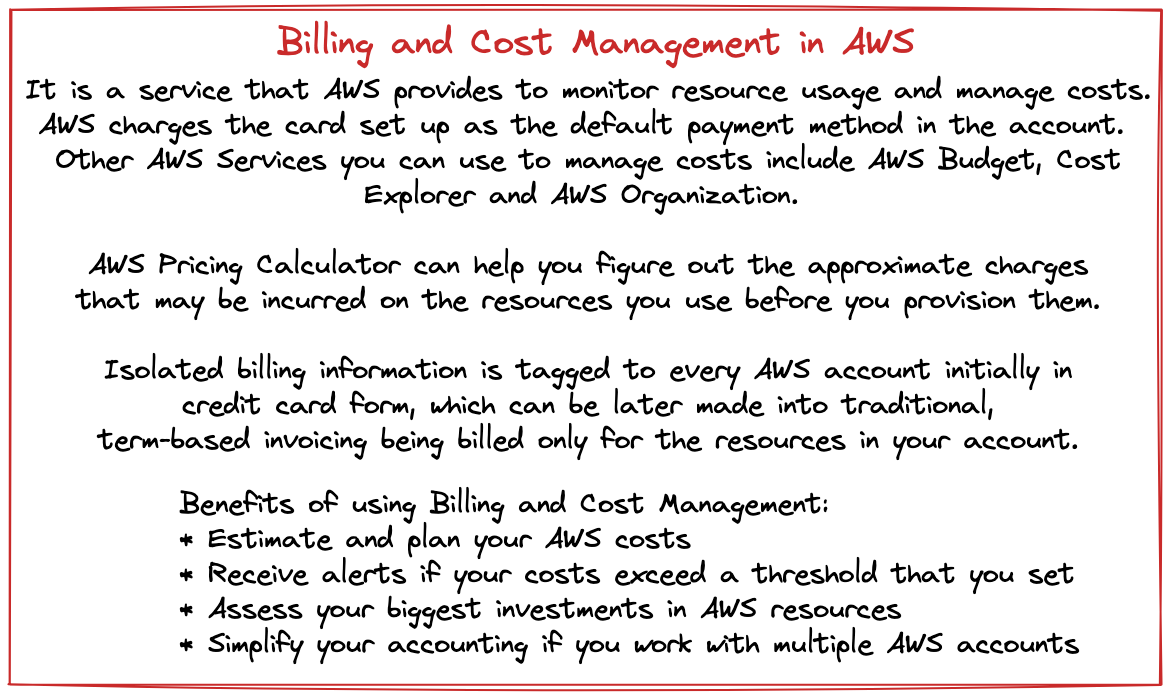 Billing and Cost Management in AWS
It is a service that AWS provides to monitor resource usage and manage costs.
AWS charges the card set up as the default payment method in the account.
Other AWS Services you can use to manage costs include AWS Budget, Cost
Explorer and AWS Organization.
AWS Pricing Calculator can help you figure out the approximate charges
that may be incurred on the resources you use before you provision them.
Isolated billing information is tagged to every AWS account initially in
credit card form, which can be later made into traditional,
term-based invoicing being billed only for the resources in your account.
Benefits of using Billing and Cost Management:
* Estimate and plan your AWS costs
* Receive alerts if your costs exceed a threshold that you set
* Assess your biggest investments in AWS resources
* Simplify your accounting if you work with multiple AWS accounts